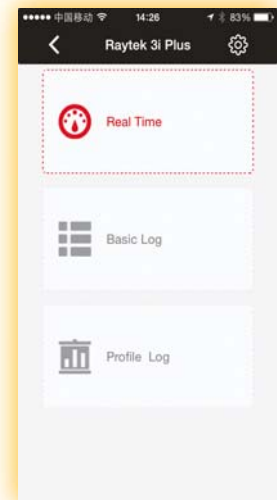 中国移动 14:26 83%
Raytek 3i Plus
Real Time
Basic Log
Profile Log